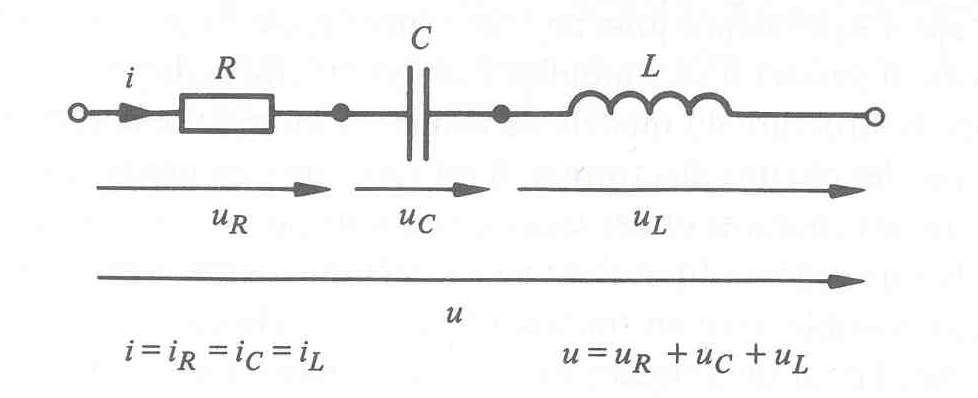 C
i R L
u_R u_C u_L
u
i = i_R = i_C = i_L u = u_R + u_C + u_L